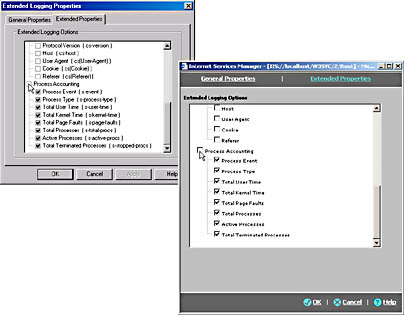 Extended Logging Properties
General Properties
Extended Properties
Extended Logging Options
Protocol Version ( cs-version )
Host ( cs-host )
User Agent ( cs(User-Agent) )
Cookie ( cs(Cookie) )
Referer ( cs(Referer) )
Process Accounting
Process Event ( s-event )
Process Type ( s-process-type )
Total User Time ( s-user-time )
Total Kernel Time ( s-kernel-time )
Total Page Faults ( s-page-faults )
Total Processes ( s-total-procs )
Active Processes ( s-active-procs )
Total Terminated Processes ( s-stopped-procs )
OK
Cancel
Apply
Help
Internet Services Manager - [IIS://localhost/W3SVC/2/Root] - Mic...
General Properties
Extended Properties
Extended Logging Options
Host
User Agent
Cookie
Referer
Process Accounting
Process Event
Process Type
Total User Time
Total Kernel Time
Total Page Faults
Total Processes
Active Processes
Total Terminated Processes
OK
Cancel
Help